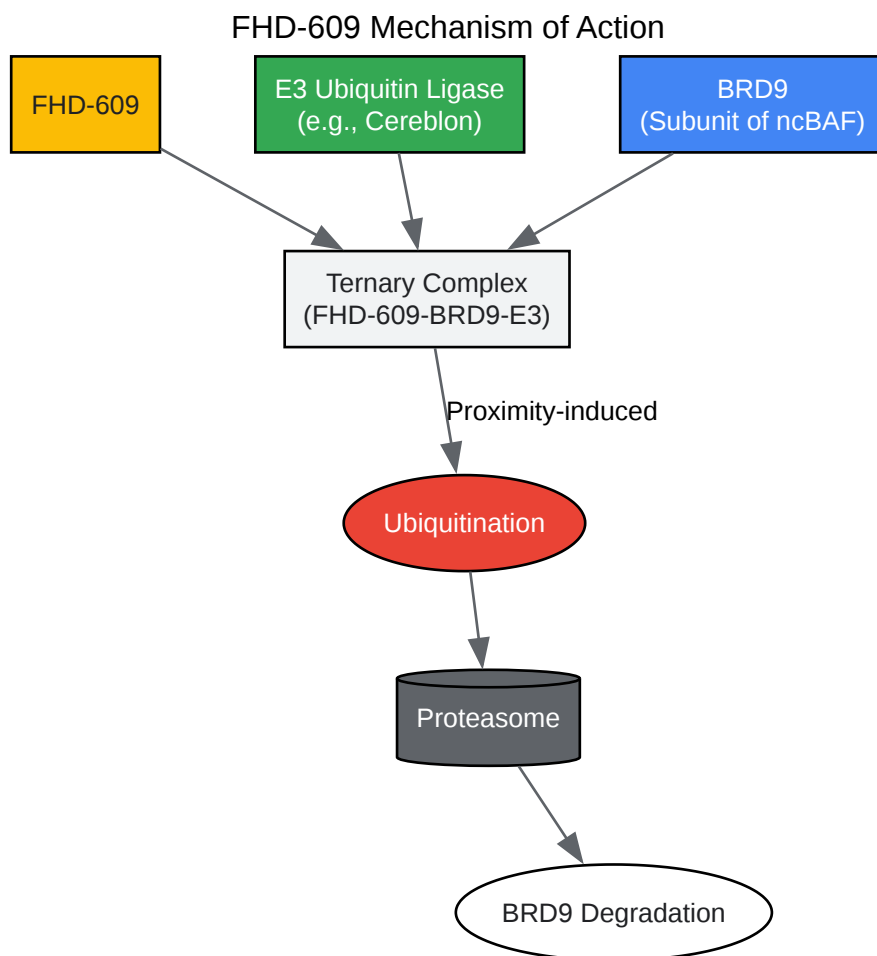 FHD-609 Mechanism of Action
FHD-609
E3 Ubiquitin Ligase
(e.g., Cereblon)
BRD9
(Subunit of ncBAF)
Ternary Complex
(FHD-609-BRD9-E3)
Proximity-induced
Ubiquitination
Proteasome
BRD9 Degradation